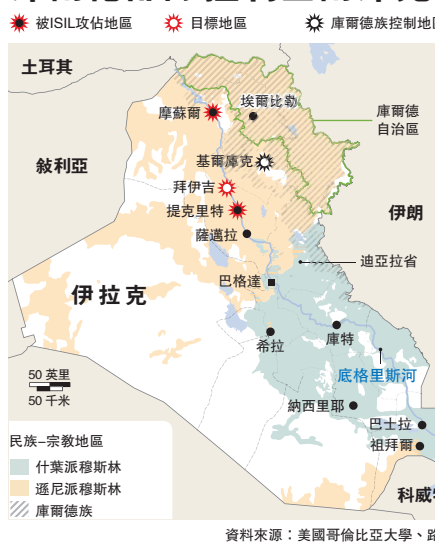 被ISIL攻佔地區
目標地區
庫爾德族控制地
土耳其
埃爾比勒
摩蘇爾
庫爾德
自治區
敘利亞
基爾庫克
拜伊吉
提克里特
伊朗
薩邁拉
迪亞拉省
巴格達
伊拉克
希拉
庫特
底格里斯河
50 英里
50 千米
納西里耶
巴士拉
祖拜爾
民族–宗教地區
什葉派穆斯林
遜尼派穆斯林
庫爾德族
科威
資料來源：美國哥倫比亞大學、路